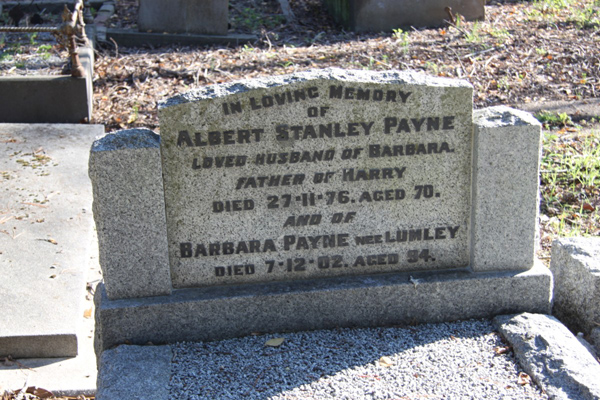 IN LOVING MEMORY
OF
ALBERT STANLEY PAYNE
LOVED HUSBAND OF BARBARA.
FATHER OF HARRY
DIED 27·11·76. AGED 70.
AND OF
BARBARA PAYNE NEE LUMLEY
DIED 7·12·02. AGED 94.